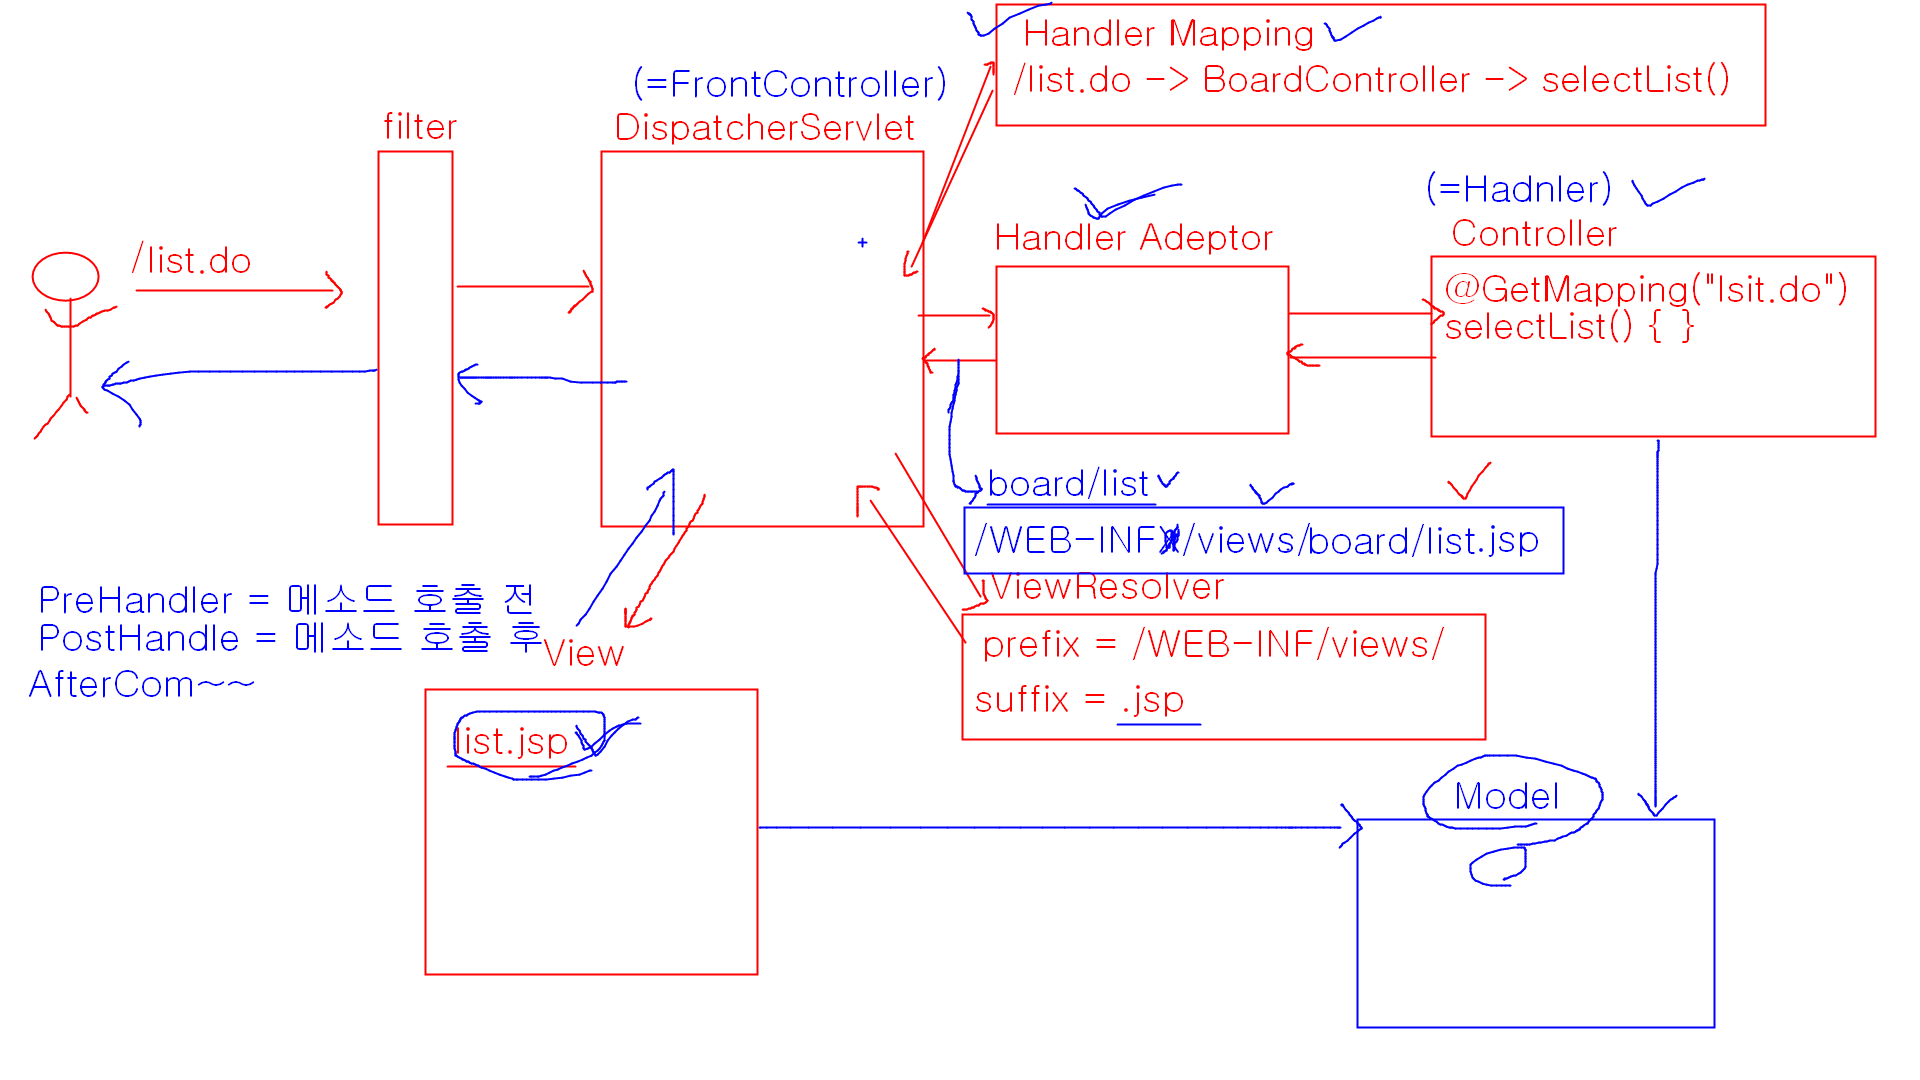 Handler Mapping
/list.do -> BoardController -> selectList()
(=FrontController)
DispatcherServlet
filter
(=Hadnler)
Controller
Handler Adeptor
/list.do
@GetMapping("lsit.do")
selectList() { }
board/list
/WEB-INF/views/board/list.jsp
ViewResolver
prefix = /WEB-INF/views/
suffix = .jsp
PreHandler = 메소드 호출 전
PostHandle = 메소드 호출 후
AfterCom~~
View
list.jsp
Model